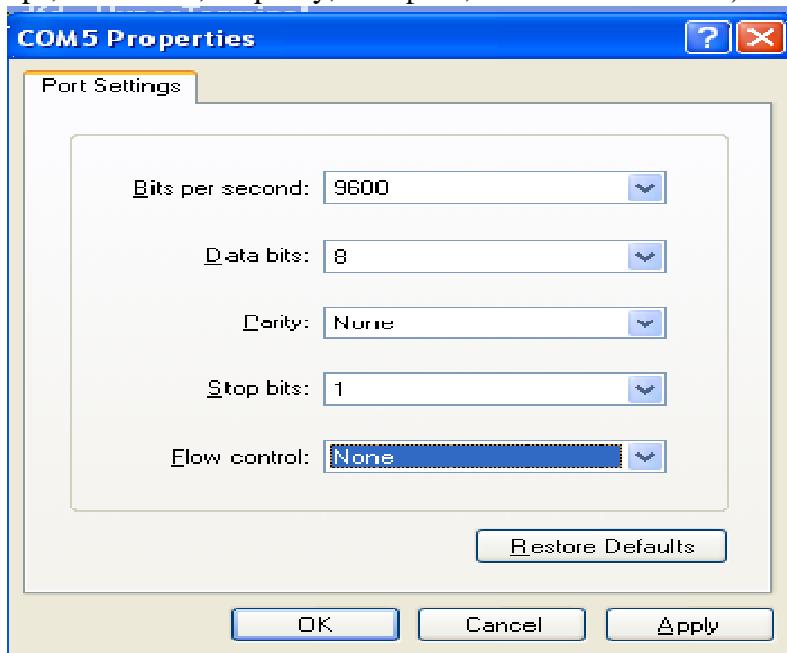 COM5 Properties
Port Settings
Bits per second: 9600
Data bits: 8
Parity: None
Stop bits: 1
Flow control: None
Restore Defaults
OK Cancel Apply